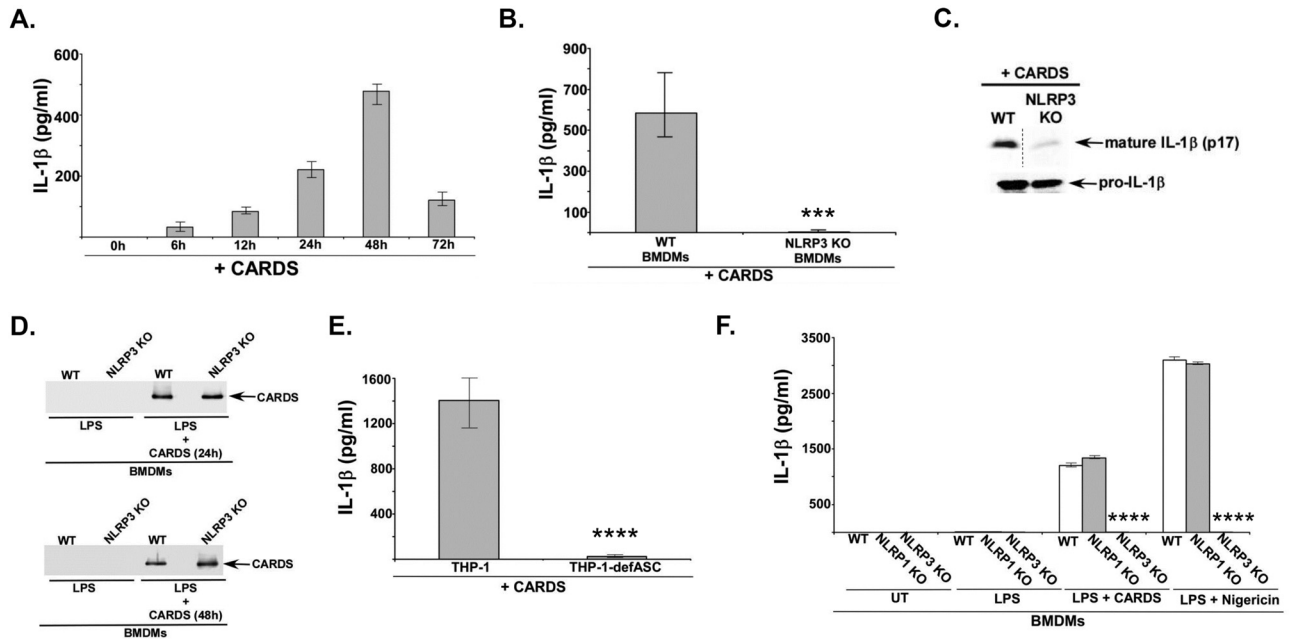 A.
IL-1β (pg/ml)
600
400
200
0h 6h 12h 24h 48h 72h
+ CARDS
B.
IL-1β (pg/ml)
900
700
500
300
100
***
WT
BMDMs
NLRP3 KO
BMDMs
+ CARDS
C.
+ CARDS
WT
NLRP3
KO
mature IL-1β (p17)
pro-IL-1β
D.
WT NLRP3 KO WT NLRP3 KO
CARDS
LPS
LPS
+
CARDS (24h)
BMDMs
WT NLRP3 KO WT NLRP3 KO
CARDS
LPS
LPS
+
CARDS (48h)
BMDMs
E.
IL-1β (pg/ml)
1600
1400
1200
800
400
****
THP-1 THP-1-defASC
+ CARDS
F.
IL-1β (pg/ml)
3500
2500
1500
500
**** ****
WT NLRP1 KO NLRP3 KO WT NLRP1 KO NLRP3 KO WT NLRP1 KO NLRP3 KO WT NLRP1 KO NLRP3 KO
UT LPS LPS + CARDS LPS + Nigericin
BMDMs